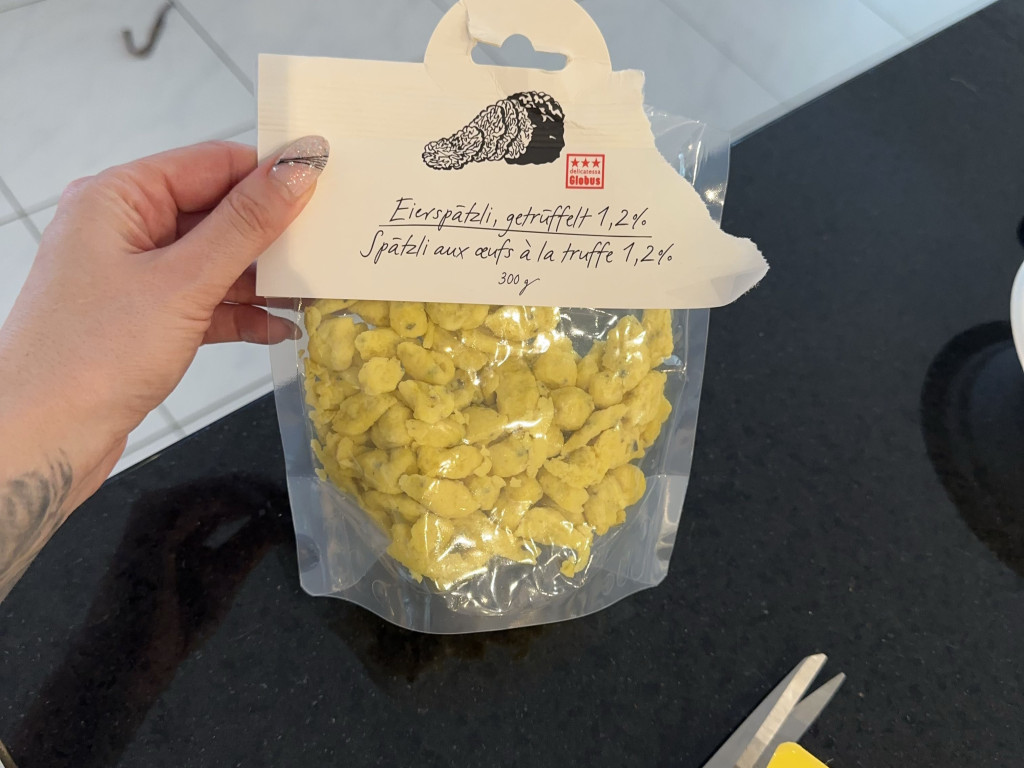 ★★★
delicatessa
Globus
Eierspätzli, getrüffelt 1,2%
Spätzli aux œufs à la truffe 1,2%
300 g